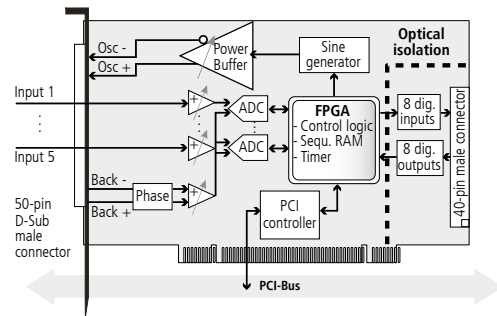 Osc -
Osc +
Power
Buffer
Sine
generator
Optical
isolation
Input 1
Input 5
ADC
ADC
FPGA
- Control logic
- Sequ. RAM
- Timer
8 dig.
inputs
8 dig.
outputs
40-pin male connector
Back -
Back +
Phase
PCI
controller
50-pin
D-Sub
male
connector
PCI-Bus